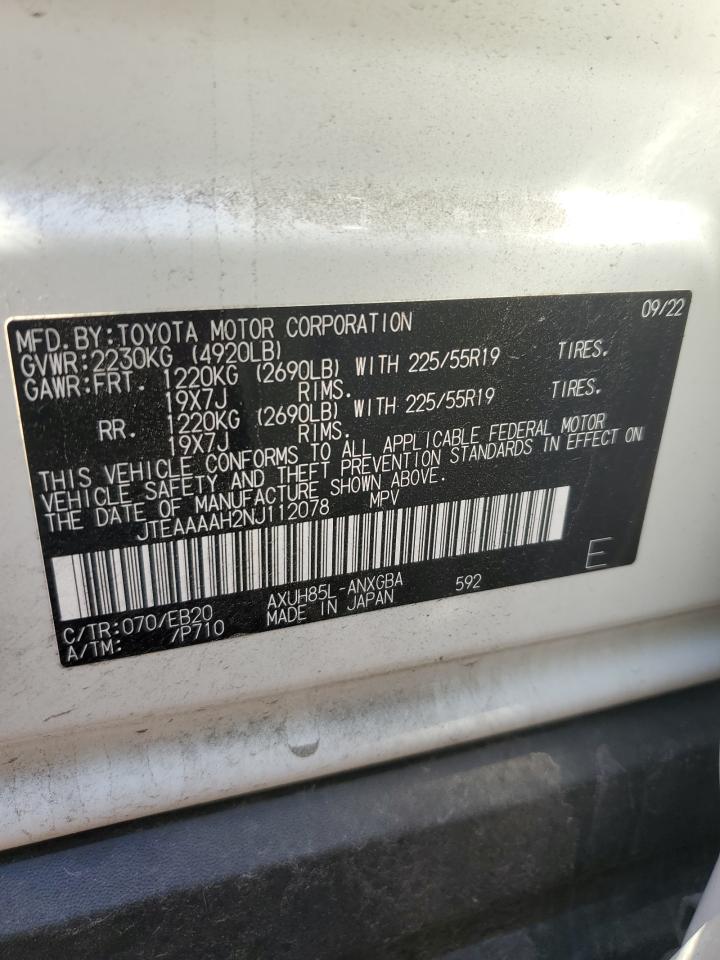 09/22
MFD.BY:TOYOTA MOTOR CORPORATION
GVWR:2230KG (4920LB)
GAWR:FRT. 1220KG (2690LB) WITH 225/55R19 TIRES.
19X7J RIMS.
RR. 1220KG (2690LB) WITH 225/55R19 TIRES.
19X7J RIMS.
THIS VEHICLE CONFORMS TO ALL APPLICABLE FEDERAL MOTOR
VEHICLE SAFETY AND THEFT PREVENTION STANDARDS IN EFFECT ON
THE DATE OF MANUFACTURE SHOWN ABOVE.
JTEAAAAH2NJ112078 MPV
E
C/TR:070/EB20 AXUH85L-ANXGBA 592
A/TM: /P710 MADE IN JAPAN